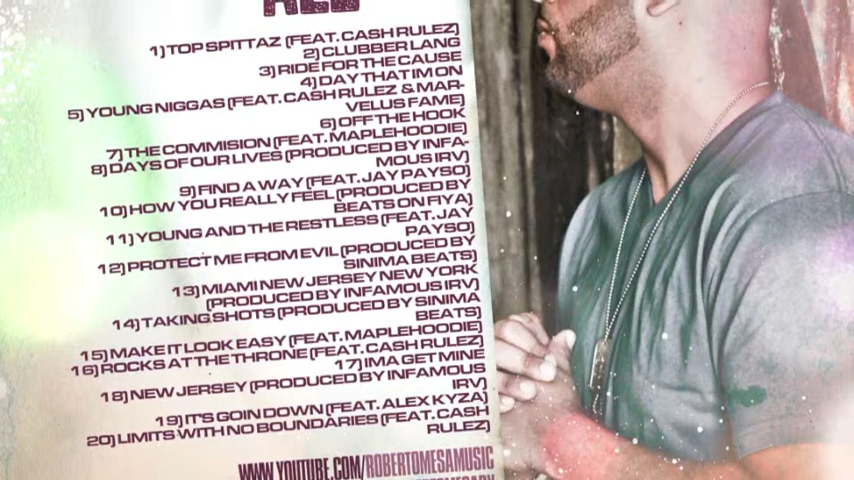 RED
1) TOP SPITTAZ (FEAT. CASH RULEZ)
2) CLUBBER LANG
3) RIDE FOR THE CAUSE
4) DAY THAT IM ON
5) YOUNG NIGGAS (FEAT. CASH RULEZ & MAR-
VELUS FAME)
6) OFF THE HOOK
7) THE COMMISION (FEAT. MAPLEHOODIE)
8) DAYS OF OUR LIVES (PRODUCED BY INFA-
MOUS IRV)
9) FIND A WAY (FEAT. JAY PAYSO)
10) HOW YOU REALLY FEEL (PRODUCED BY
BEATS ON FIYA)
11) YOUNG AND THE RESTLESS (FEAT. JAY
PAYSO)
12) PROTECT ME FROM EVIL (PRODUCED BY
SINIMA BEATS)
13) MIAMI NEW JERSEY NEW YORK
(PRODUCED BY INFAMOUS IRV)
14) TAKING SHOTS (PRODUCED BY SINIMA
BEATS)
15) MAKE IT LOOK EASY (FEAT. MAPLEHOODIE)
16) ROCKS AT THE THRONE (FEAT. CASH RULEZ)
17) IMA GET MINE
18) NEW JERSEY (PRODUCED BY INFAMOUS
IRV)
19) IT'S GOIN DOWN (FEAT. ALEX KYZA)
20) LIMITS WITH NO BOUNDARIES (FEAT. CASH
RULEZ)
WWW.YOUTUBE.COM/ROBERTOMESAMUSIC